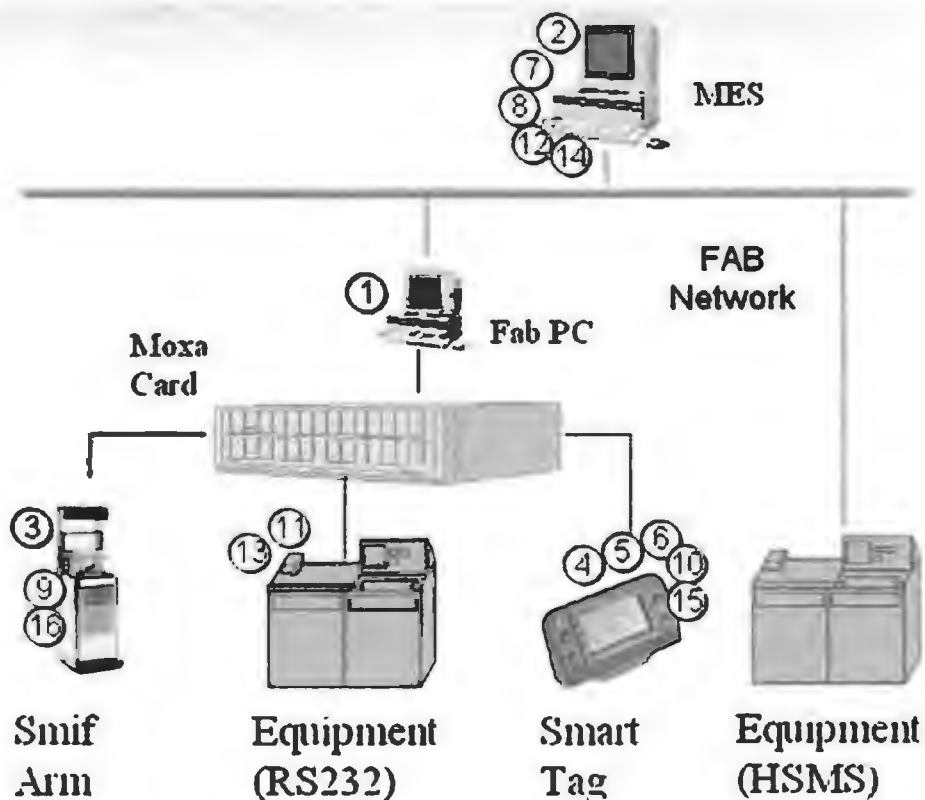 2
7
MES
8
12 14
FAB
Network
1
Fab PC
Moxa
Card
3
11
13
9
16
4 5 6
10
15
Smif
Arm
Equipment
(RS232)
Smart
Tag
Equipment
(HSMS)